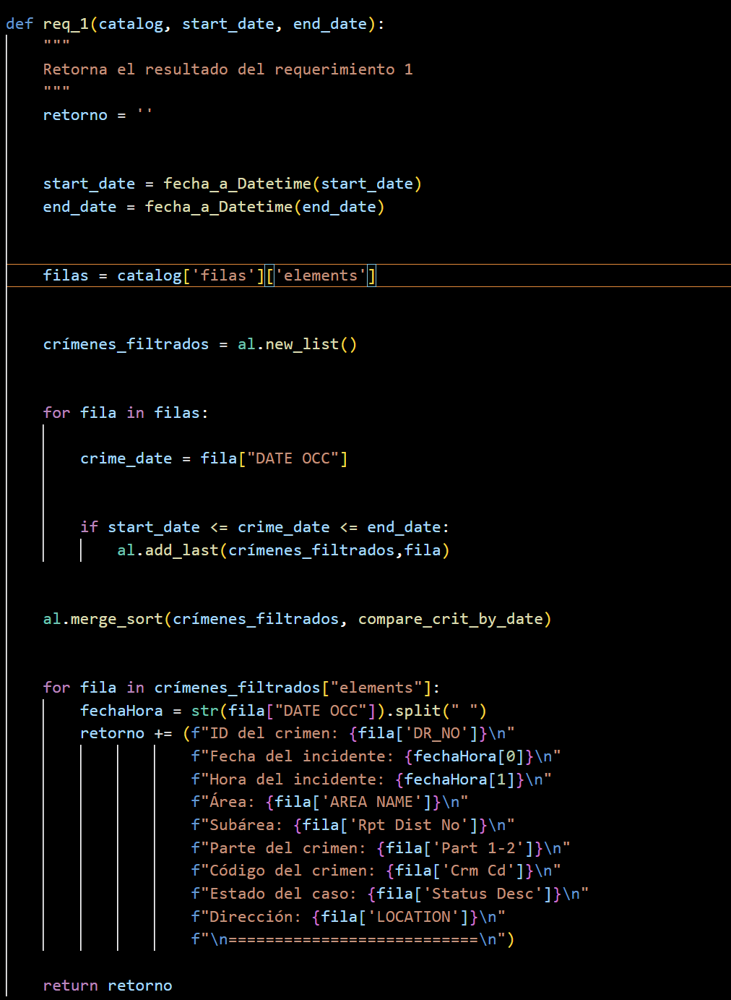 def req_1(catalog, start_date, end_date):
    """
    Retorna el resultado del requerimiento 1
    """
    retorno = ''
    start_date = fecha_a_Datetime(start_date)
    end_date = fecha_a_Datetime(end_date)
    filas = catalog['filas']['elements']
    crímenes_filtrados = al.new_list()
    for fila in filas:
        crime_date = fila["DATE OCC"]
        if start_date <= crime_date <= end_date:
            al.add_last(crímenes_filtrados,fila)
    al.merge_sort(crímenes_filtrados, compare_crit_by_date)
    for fila in crímenes_filtrados["elements"]:
        fechaHora = str(fila["DATE OCC"]).split(" ")
        retorno += (f"ID del crimen: {fila['DR_NO']}\n"
                    f"Fecha del incidente: {fechaHora[0]}\n"
                    f"Hora del incidente: {fechaHora[1]}\n"
                    f"Área: {fila['AREA NAME']}\n"
                    f"Subárea: {fila['Rpt Dist No']}\n"
                    f"Parte del crimen: {fila['Part 1-2']}\n"
                    f"Código del crimen: {fila['Crm Cd']}\n"
                    f"Estado del caso: {fila['Status Desc']}\n"
                    f"Dirección: {fila['LOCATION']}\n"
                    f"\n===========================\n")
    return retorno